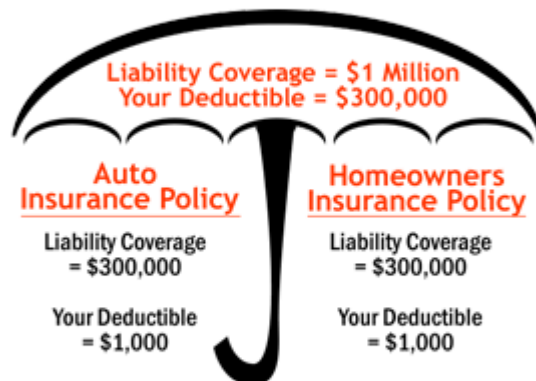 Liability Coverage = $1 Million
Your Deductible = $300,000
Auto
Insurance Policy
Liability Coverage
= $300,000
Your Deductible
= $1,000
Homeowners
Insurance Policy
Liability Coverage
= $300,000
Your Deductible
= $1,000